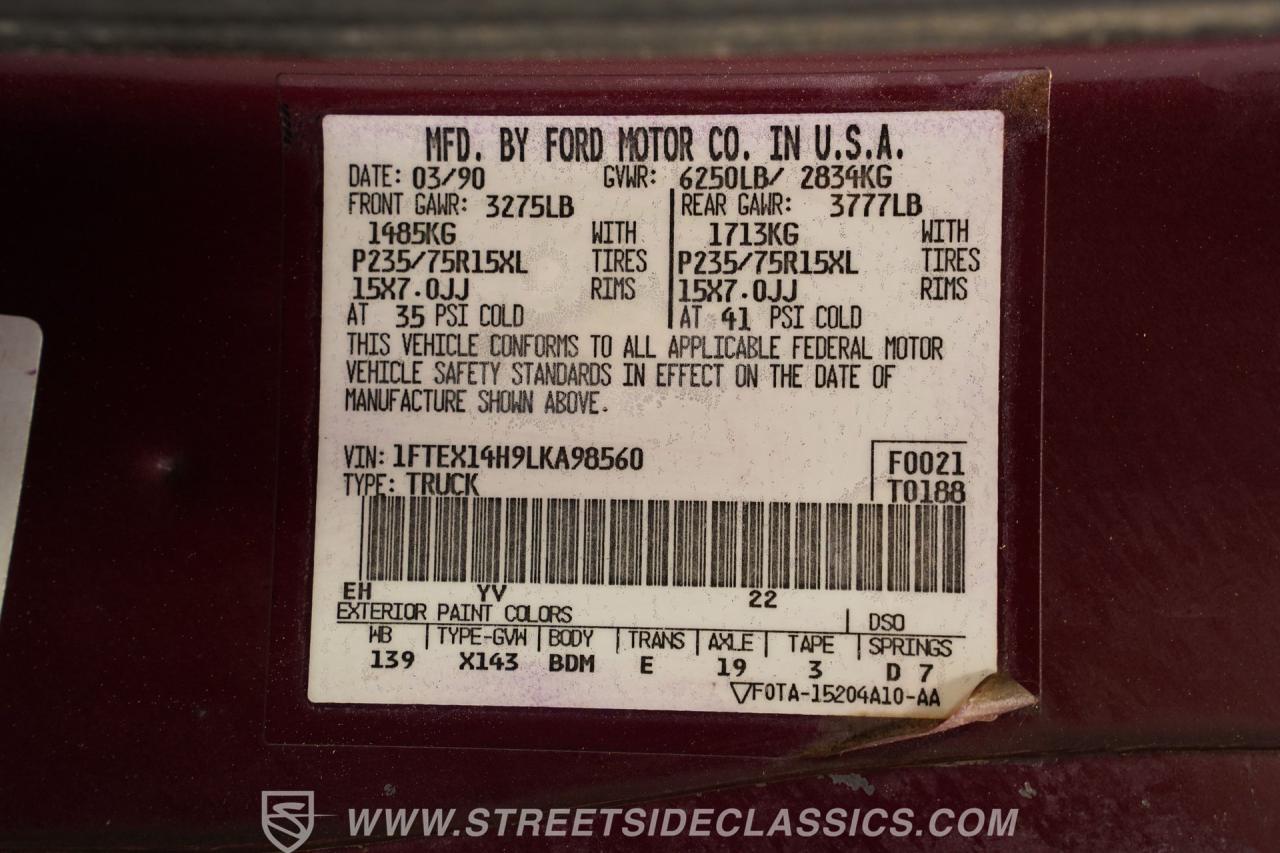 MFD. BY FORD MOTOR CO. IN U.S.A.
DATE: 03/90 GVWR: 6250LB/ 2834KG
FRONT GAWR: 3275LB REAR GAWR: 3777LB
1485KG WITH 1713KG WITH
P235/75R15XL TIRES P235/75R15XL TIRES
15X7.0JJ RIMS 15X7.0JJ RIMS
AT 35 PSI COLD AT 41 PSI COLD
THIS VEHICLE CONFORMS TO ALL APPLICABLE FEDERAL MOTOR
VEHICLE SAFETY STANDARDS IN EFFECT ON THE DATE OF
MANUFACTURE SHOWN ABOVE.
VIN: 1FTEX14H9LKA98560 F0021
TYPE: TRUCK T0188
EH YV 22
EXTERIOR PAINT COLORS DSO
WB TYPE-GVW BODY TRANS AXLE TAPE SPRINGS
139 X143 BDM E 19 3 D 7
F0TA-15204A10-AA
WWW.STREETSIDECLASSICS.COM